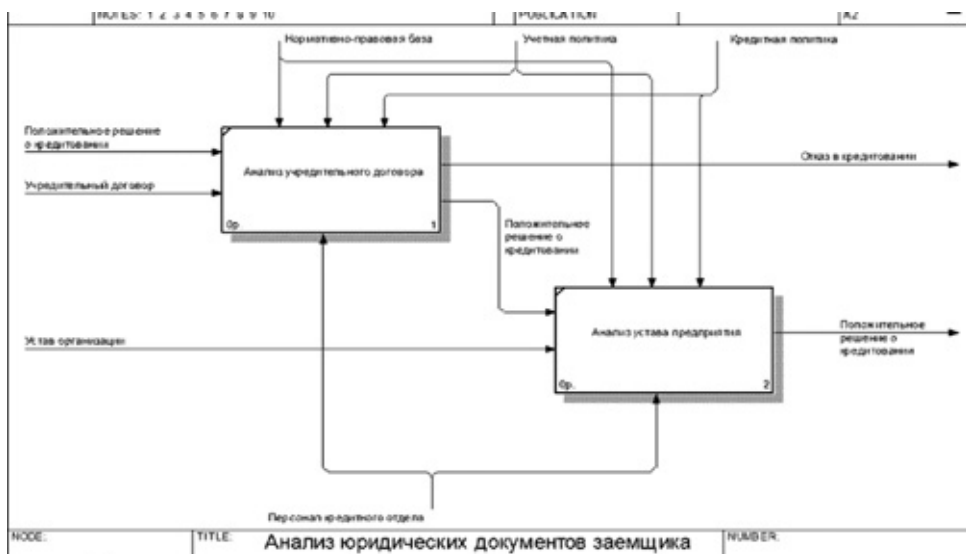 NOTES: 1 2 3 4 5 6 7 8 9 10
PUBLICATION
A2
Нормативно-правовая база
Учетная политика
Кредитная политика
Положительное решение
о кредитовании
Учредительный договор
Анализ учредительного договора
0р
1
Отказ в кредитовании
Положительное
решение о
кредитовании
Устав организации
Анализ устава предприятия
0р.
2
Положительное
решение о
кредитовании
Персонал кредитного отдела
NODE:
TITLE:
Анализ юридических документов заемщика
NUMBER: